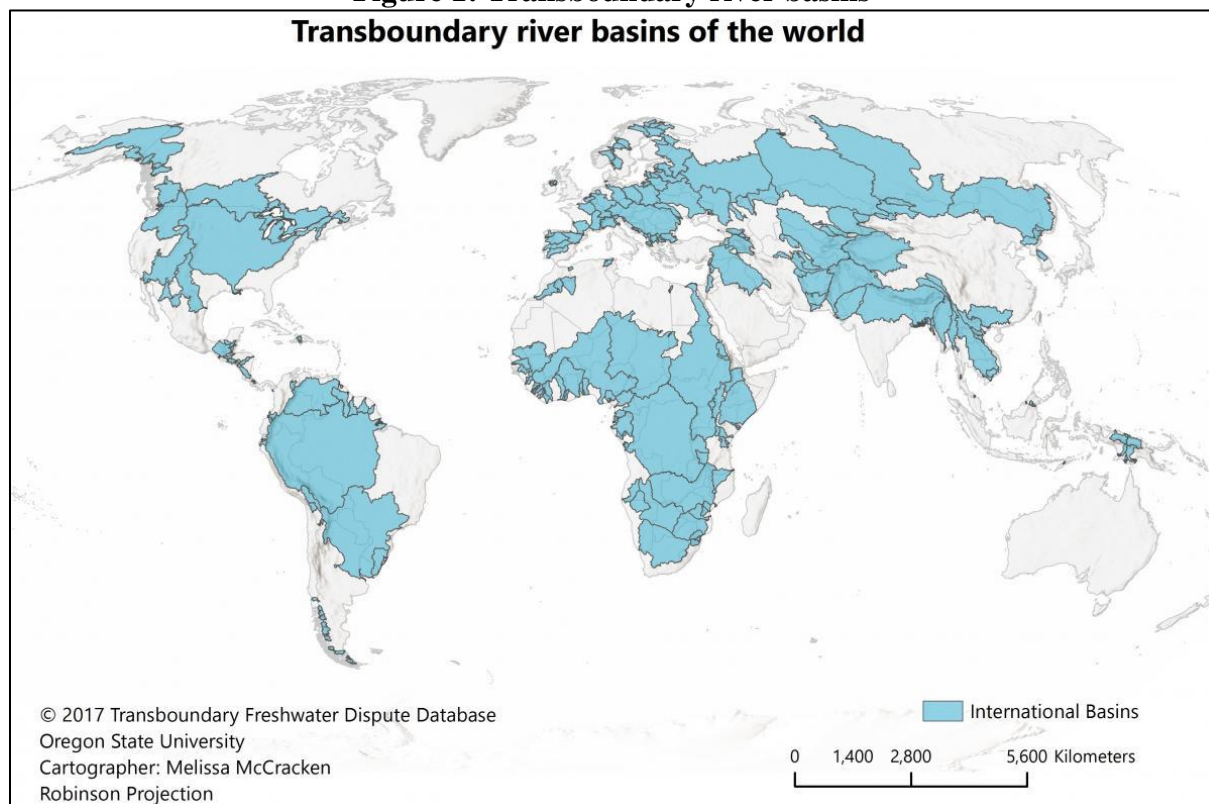 Transboundary river basins of the world
© 2017 Transboundary Freshwater Dispute Database
Oregon State University
Cartographer: Melissa McCracken
Robinson Projection
International Basins
0 1,400 2,800 5,600 Kilometers